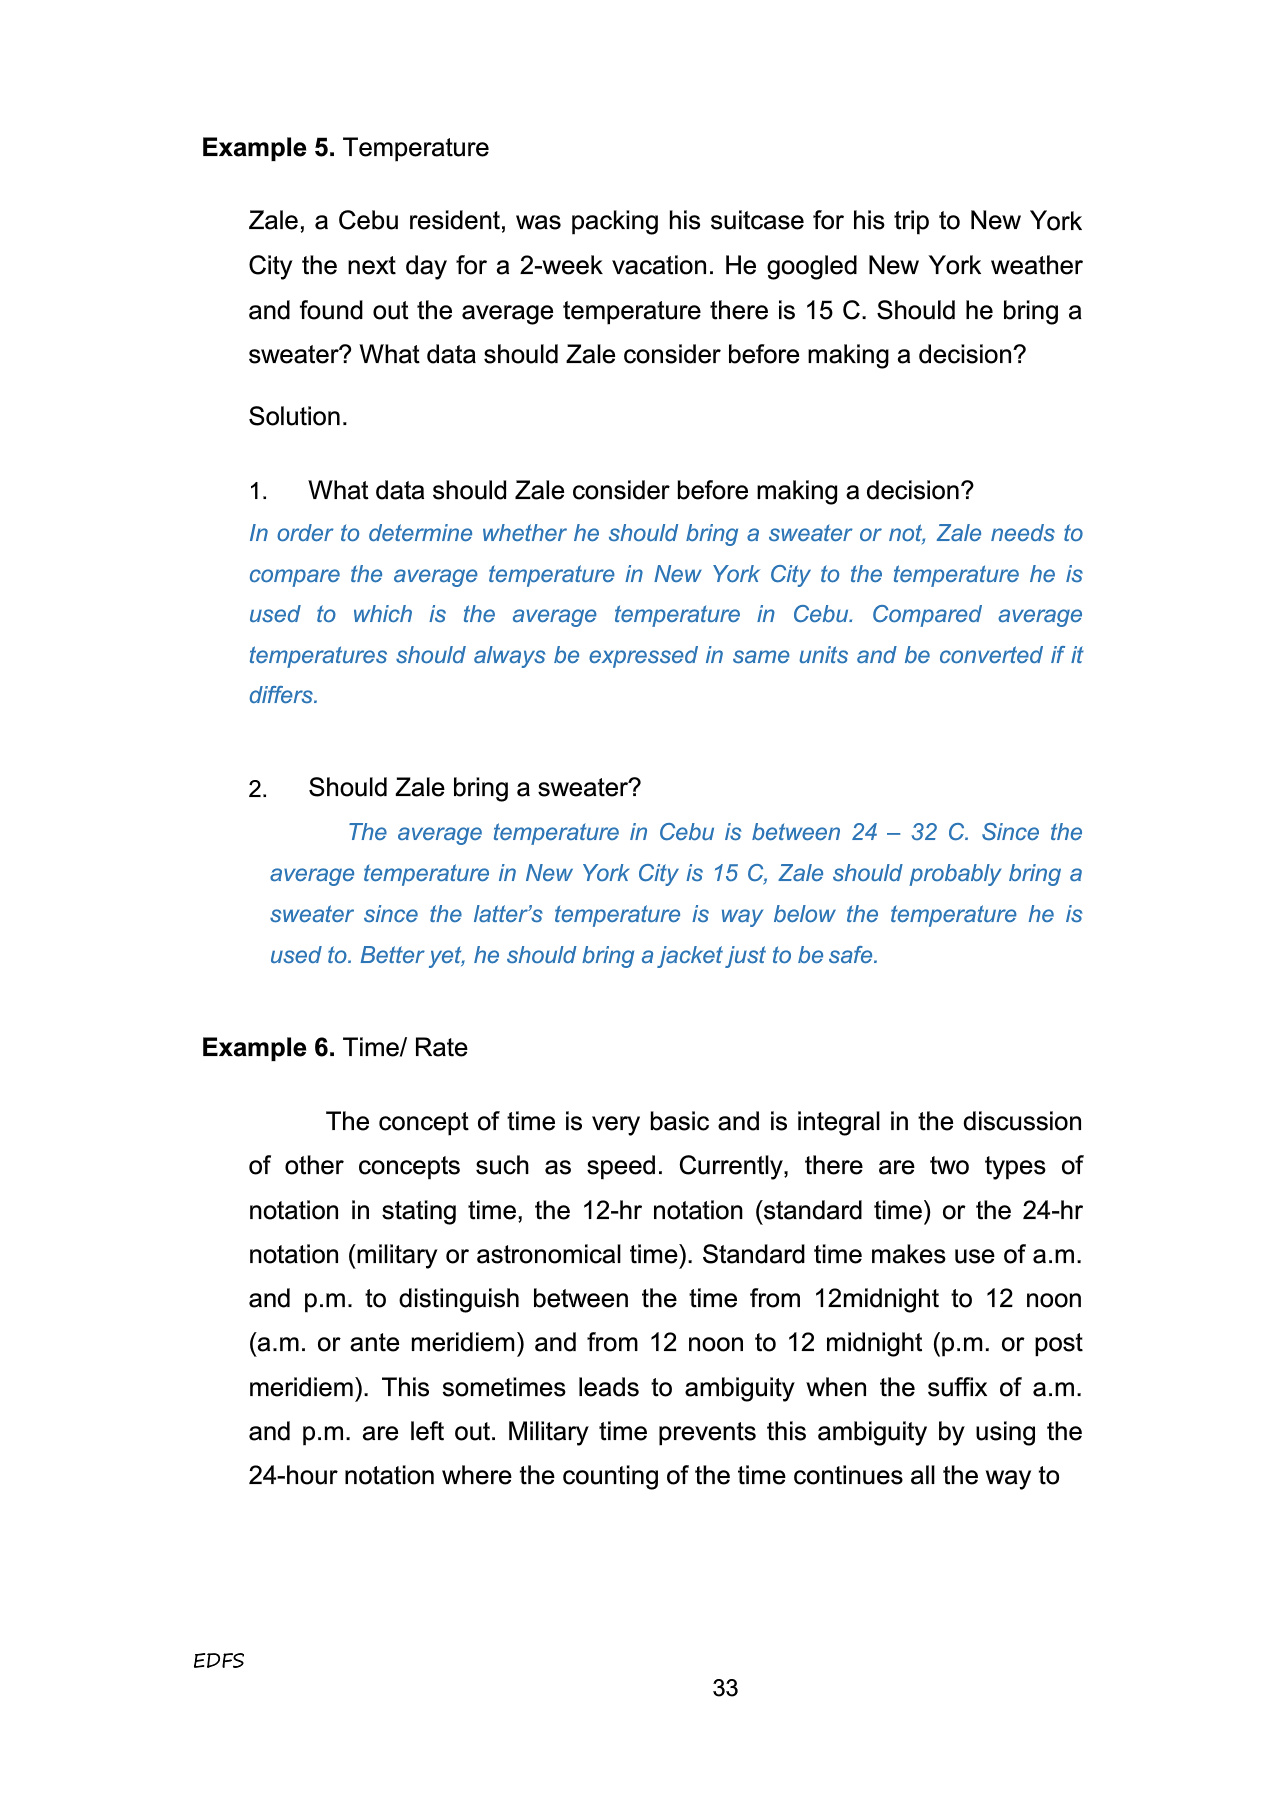 Example 5. Temperature
Zale, a Cebu resident, was packing his suitcase for his trip to New York
City the next day for a 2-week vacation. He googled New York weather
and found out the average temperature there is 15 C. Should he bring a
sweater? What data should Zale consider before making a decision?
Solution.
1. What data should Zale consider before making a decision?
In order to determine whether he should bring a sweater or not, Zale needs to
compare the average temperature in New York City to the temperature he is
used to which is the average temperature in Cebu. Compared average
temperatures should always be expressed in same units and be converted if it
differs.
2. Should Zale bring a sweater?
The average temperature in Cebu is between 24 – 32 C. Since the
average temperature in New York City is 15 C, Zale should probably bring a
sweater since the latter’s temperature is way below the temperature he is
used to. Better yet, he should bring a jacket just to be safe.
Example 6. Time/ Rate
The concept of time is very basic and is integral in the discussion
of other concepts such as speed. Currently, there are two types of
notation in stating time, the 12-hr notation (standard time) or the 24-hr
notation (military or astronomical time). Standard time makes use of a.m.
and p.m. to distinguish between the time from 12midnight to 12 noon
(a.m. or ante meridiem) and from 12 noon to 12 midnight (p.m. or post
meridiem). This sometimes leads to ambiguity when the suffix of a.m.
and p.m. are left out. Military time prevents this ambiguity by using the
24-hour notation where the counting of the time continues all the way to
EDFS
33